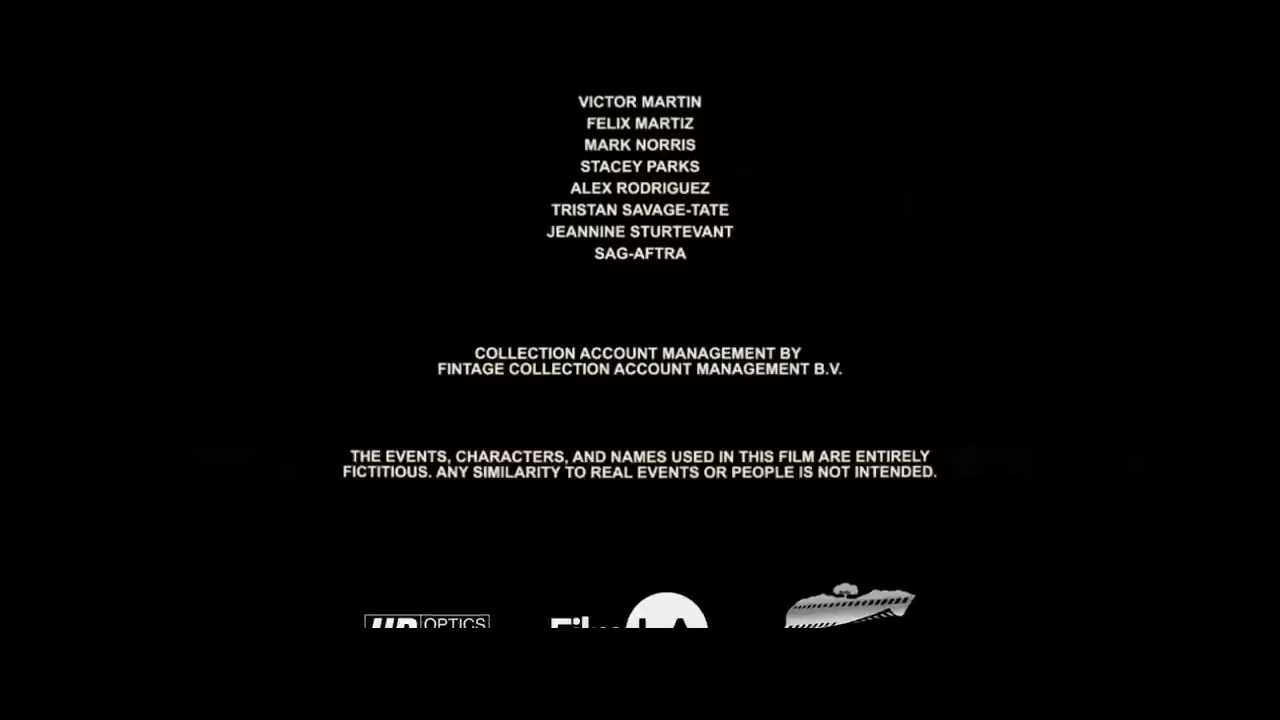 VICTOR MARTIN
FELIX MARTIZ
MARK NORRIS
STACEY PARKS
ALEX RODRIGUEZ
TRISTAN SAVAGE-TATE
JEANNINE STURTEVANT
SAG-AFTRA
COLLECTION ACCOUNT MANAGEMENT BY
FINTAGE COLLECTION ACCOUNT MANAGEMENT B.V.
THE EVENTS, CHARACTERS, AND NAMES USED IN THIS FILM ARE ENTIRELY
FICTITIOUS. ANY SIMILARITY TO REAL EVENTS OR PEOPLE IS NOT INTENDED.
OPTICS
Film LA